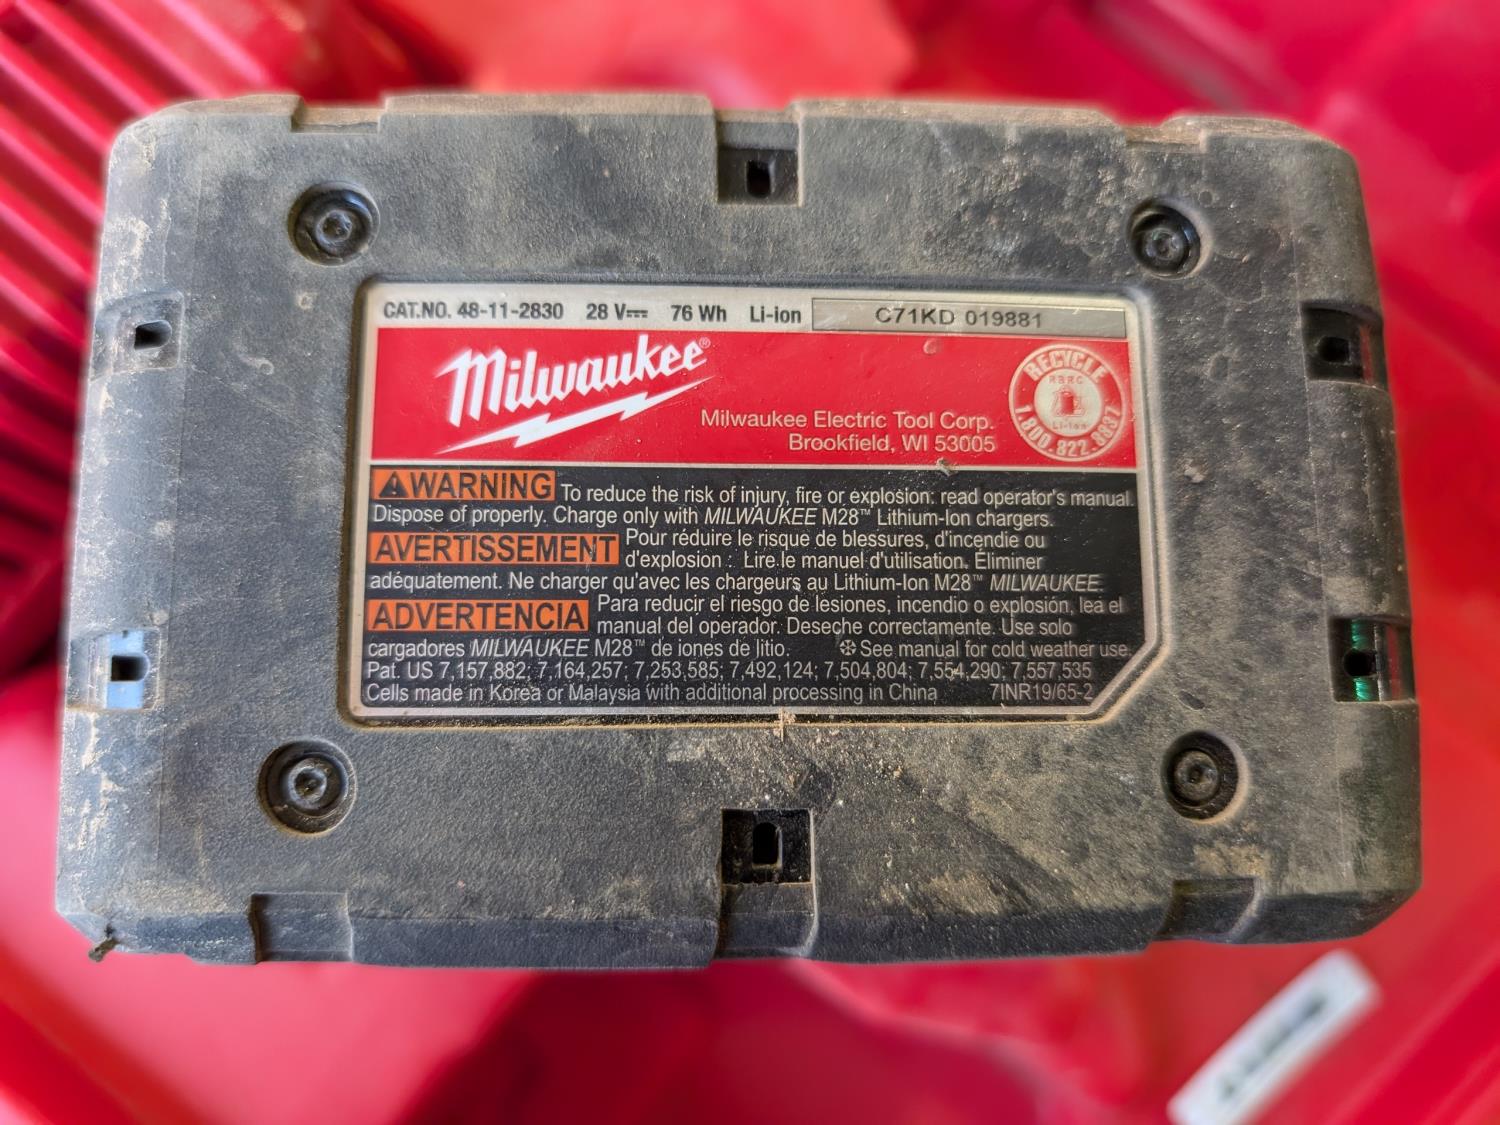 CAT.NO. 48-11-2830 28 V⎓ 76 Wh Li-ion C71KD 019881
Milwaukee®
RECYCLE
RBRC
Li-Ion
1.800.822.8837
Milwaukee Electric Tool Corp.
Brookfield, WI 53005
⚠WARNING To reduce the risk of injury, fire or explosion: read operator's manual.
Dispose of properly. Charge only with MILWAUKEE M28™ Lithium-Ion chargers.
AVERTISSEMENT Pour réduire le risque de blessures, d'incendie ou
d'explosion : Lire le manuel d'utilisation. Éliminer
adéquatement. Ne charger qu'avec les chargeurs au Lithium-Ion M28™ MILWAUKEE.
ADVERTENCIA Para reducir el riesgo de lesiones, incendio o explosión, lea el
manual del operador. Deseche correctamente. Use solo
cargadores MILWAUKEE M28™ de iones de litio. ❄ See manual for cold weather use.
Pat. US 7,157,882; 7,164,257; 7,253,585; 7,492,124; 7,504,804; 7,554,290; 7,557,535
Cells made in Korea or Malaysia with additional processing in China 7INR19/65-2